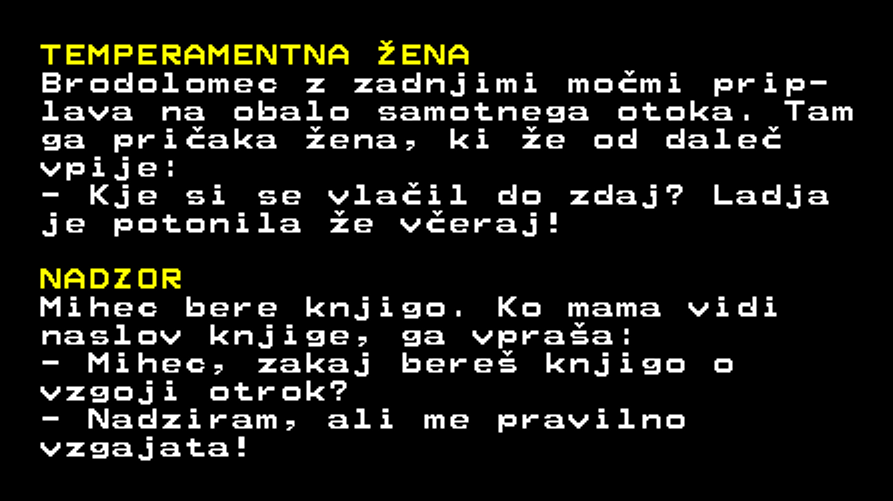 TEMPERAMENTNA ŽENA
Brodolomec z zadnjimi močmi prip-
lava na obalo samotnega otoka. Tam
ga pričaka žena, ki že od daleč
vpije:
- Kje si se vlačil do zdaj? Ladja
je potonila že včeraj!
NADZOR
Mihec bere knjigo. Ko mama vidi
naslov knjige, ga vpraša:
- Mihec, zakaj bereš knjigo o
vzgoji otrok?
- Nadziram, ali me pravilno
vzgajata!